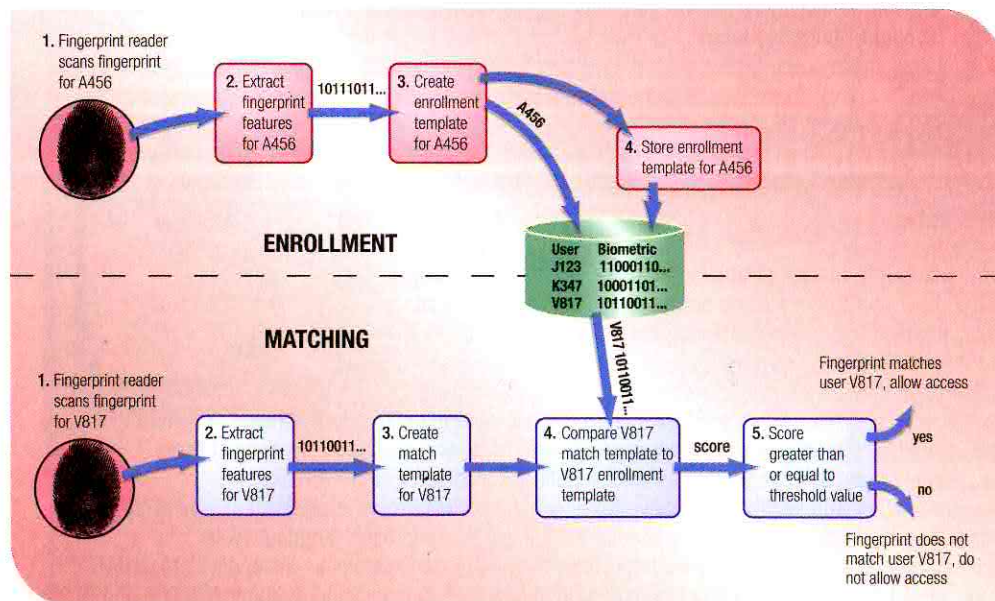 1. Fingerprint reader
scans fingerprint
for A456
2. Extract
fingerprint
features
for A456
10111011...
3. Create
enrollment
template
for A456
A456
4. Store enrollment
template for A456
ENROLLMENT
User Biometric
J123 11000110...
K347 10001101...
V817 10110011...
MATCHING
V817 10110011...
1. Fingerprint reader
scans fingerprint
for V817
2. Extract
fingerprint
features
for V817
10110011...
3. Create
match
template
for V817
4. Compare V817
match template to
V817 enrollment
template
score
5. Score
greater than
or equal to
threshold value
Fingerprint matches
user V817, allow access
yes
no
Fingerprint does not
match user V817, do
not allow access